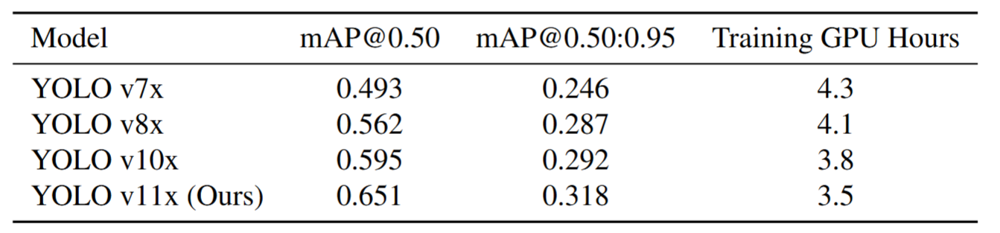 Model mAP@0.50 mAP@0.50:0.95 Training GPU Hours
YOLO v7x 0.493 0.246 4.3
YOLO v8x 0.562 0.287 4.1
YOLO v10x 0.595 0.292 3.8
YOLO v11x (Ours) 0.651 0.318 3.5